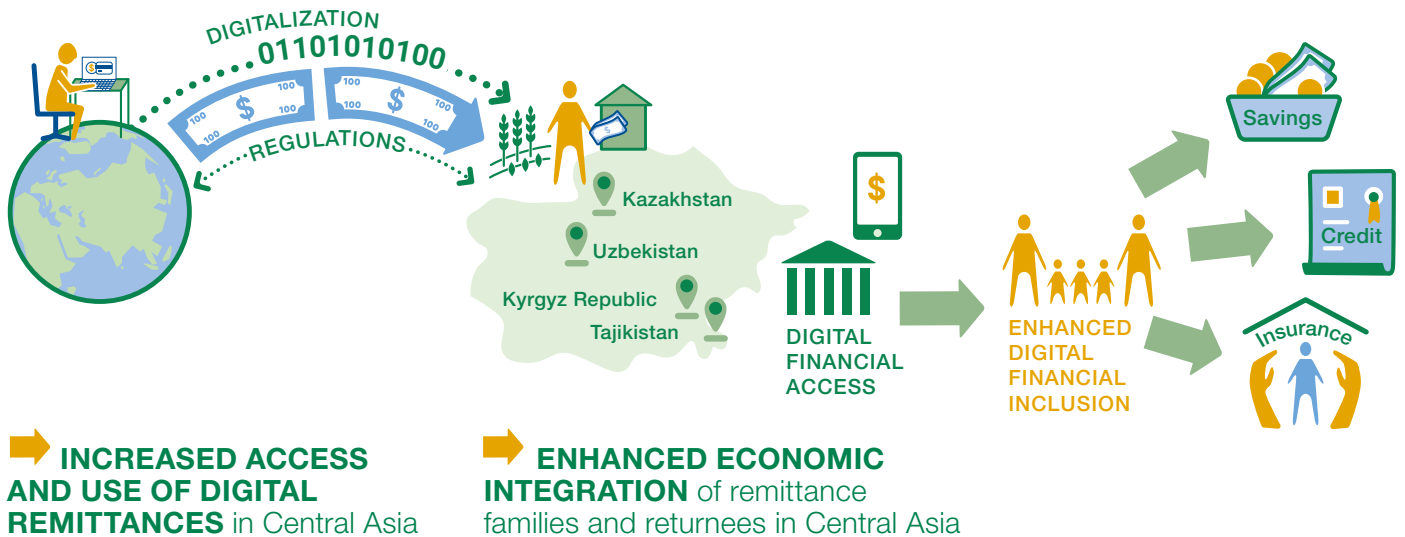 DIGITALIZATION
01101010100
100 $ 100
100 100
100 $ 100
100 100
REGULATIONS
$
$
$
Kazakhstan
Uzbekistan
Kyrgyz Republic
Tajikistan
DIGITAL
FINANCIAL
ACCESS
ENHANCED
DIGITAL
FINANCIAL
INCLUSION
Savings
Credit
Insurance
INCREASED ACCESS
AND USE OF DIGITAL
REMITTANCES in Central Asia
ENHANCED ECONOMIC
INTEGRATION of remittance
families and returnees in Central Asia